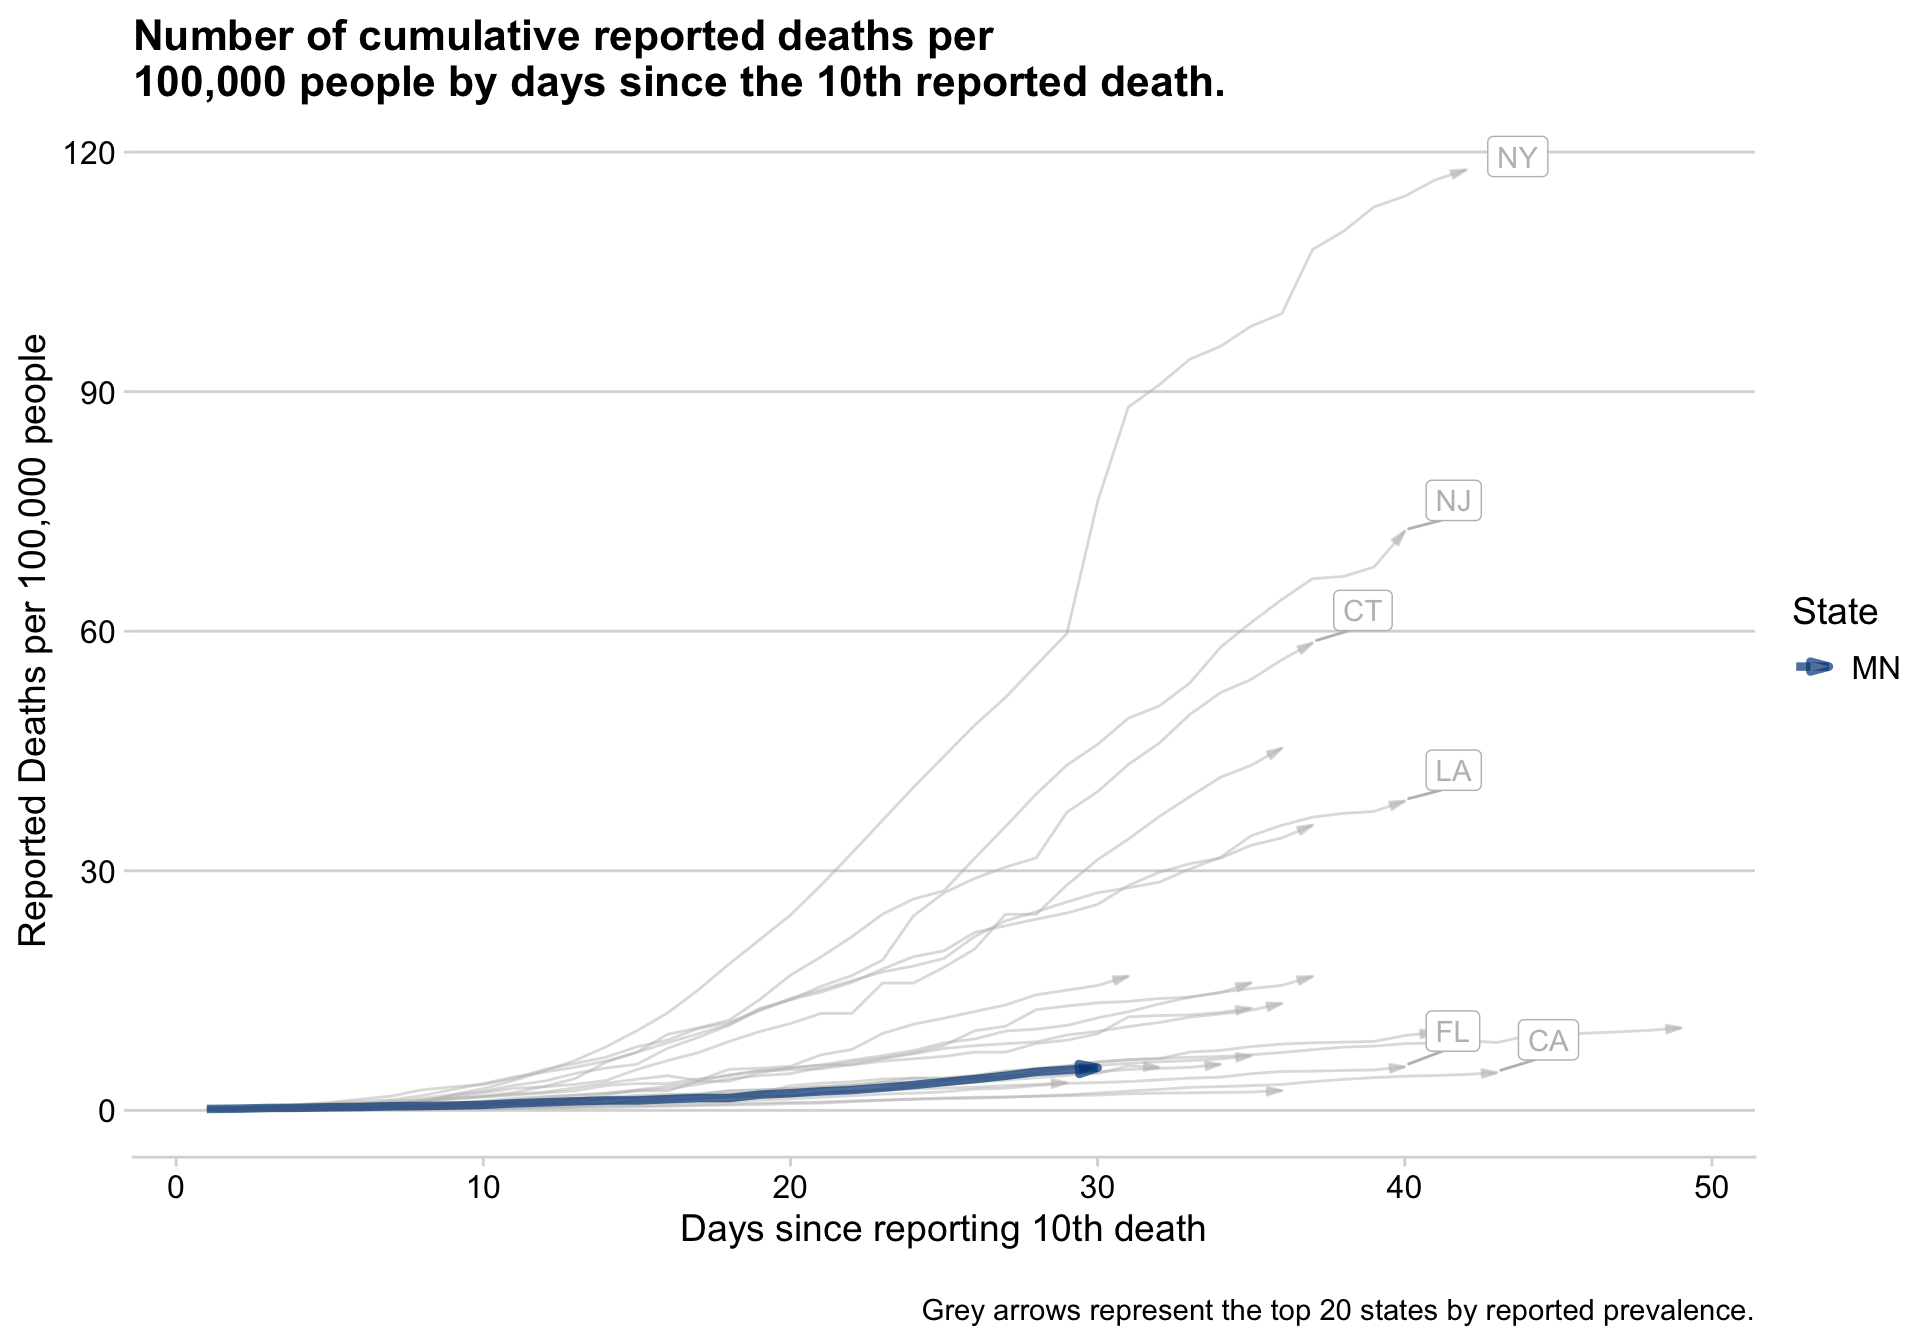 Number of cumulative reported deaths per
100,000 people by days since the 10th reported death.
Reported Deaths per 100,000 people
120
90
60
30
0
NY
NJ
CT
LA
FL
CA
State
MN
0 10 20 30 40 50
Days since reporting 10th death
Grey arrows represent the top 20 states by reported prevalence.